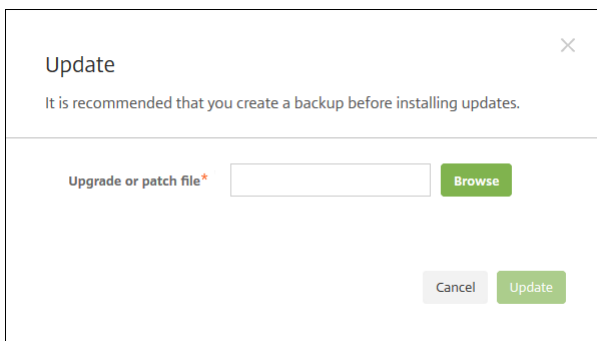 Update
It is recommended that you create a backup before installing updates.
Upgrade or patch file*
Browse
Cancel
Update